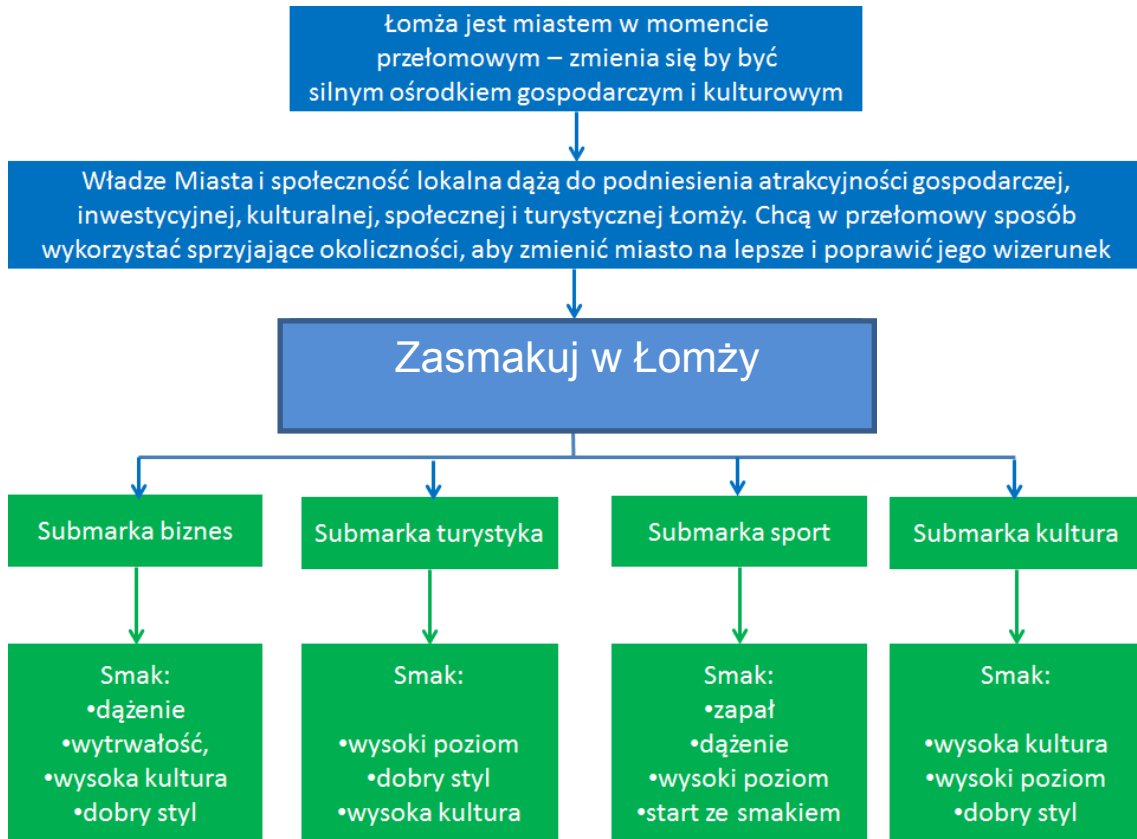 Łomża jest miastem w momencie
przełomowym – zmienia się by być
silnym ośrodkiem gospodarczym i kulturowym
Władze Miasta i społeczność lokalna dążą do podniesienia atrakcyjności gospodarczej,
inwestycyjnej, kulturalnej, społecznej i turystycznej Łomży. Chcą w przełomowy sposób
wykorzystać sprzyjające okoliczności, aby zmienić miasto na lepsze i poprawić jego wizerunek
Zasmakuj w Łomży
Submarka biznes
Submarka turystyka
Submarka sport
Submarka kultura
Smak:
•dążenie
•wytrwałość,
•wysoka kultura
•dobry styl
Smak:
•wysoki poziom
•dobry styl
•wysoka kultura
Smak:
•zapał
•dążenie
•wysoki poziom
•start ze smakiem
Smak:
•wysoka kultura
•wysoki poziom
•dobry styl